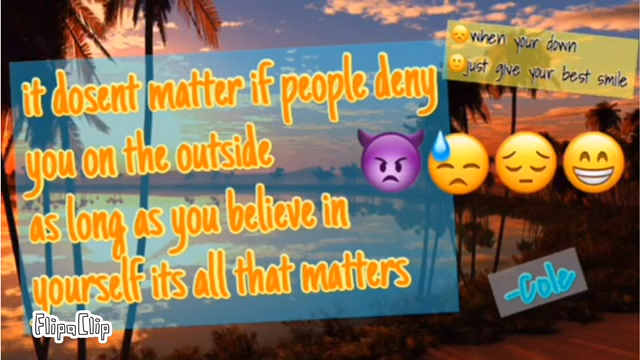 it dosent matter if people deny
you on the outside
as long as you believe in
yourself its all that matters
😞when your down
🙂just give your best smile
-Cole
FlipaClip